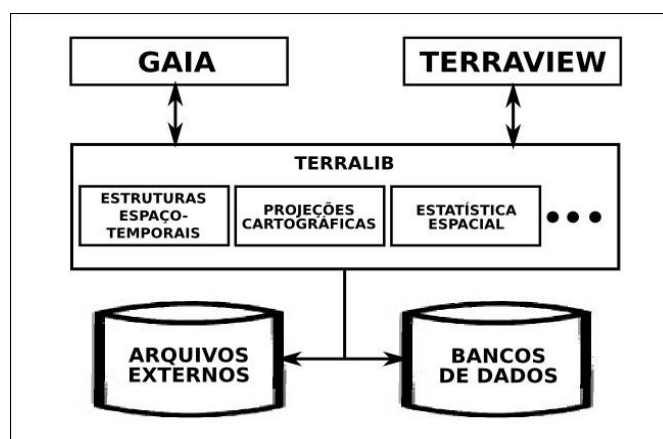 GAIA
TERRAVIEW
TERRALIB
ESTRUTURAS
ESPAÇO-
TEMPORAIS
PROJEÇÕES
CARTOGRÁFICAS
ESTATÍSTICA
ESPACIAL
ARQUIVOS
EXTERNOS
BANCOS
DE DADOS